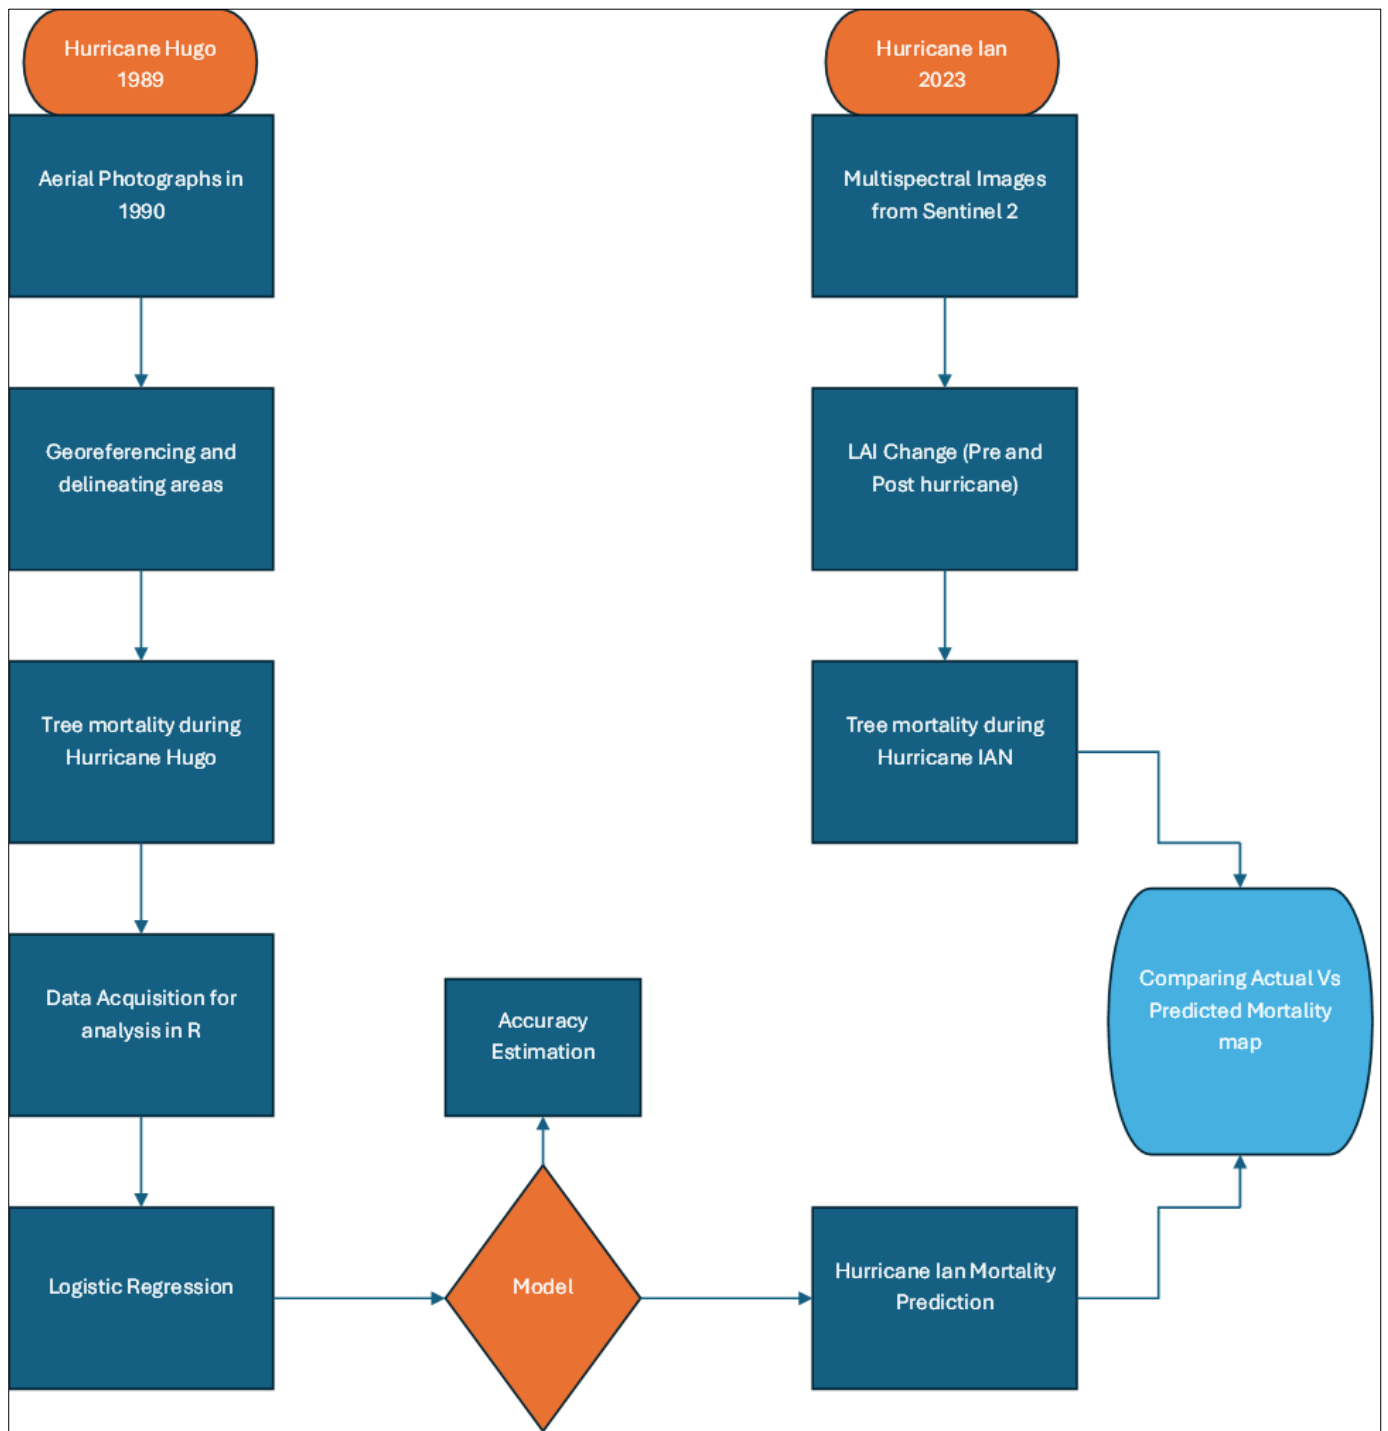 Hurricane Hugo
1989
Aerial Photographs in
1990
Georeferencing and
delineating areas
Tree mortality during
Hurricane Hugo
Data Acquisition for
analysis in R
Logistic Regression
Accuracy
Estimation
Model
Hurricane Ian
2023
Multispectral Images
from Sentinel 2
LAI Change (Pre and
Post hurricane)
Tree mortality during
Hurricane IAN
Hurricane Ian Mortality
Prediction
Comparing Actual Vs
Predicted Mortality
map